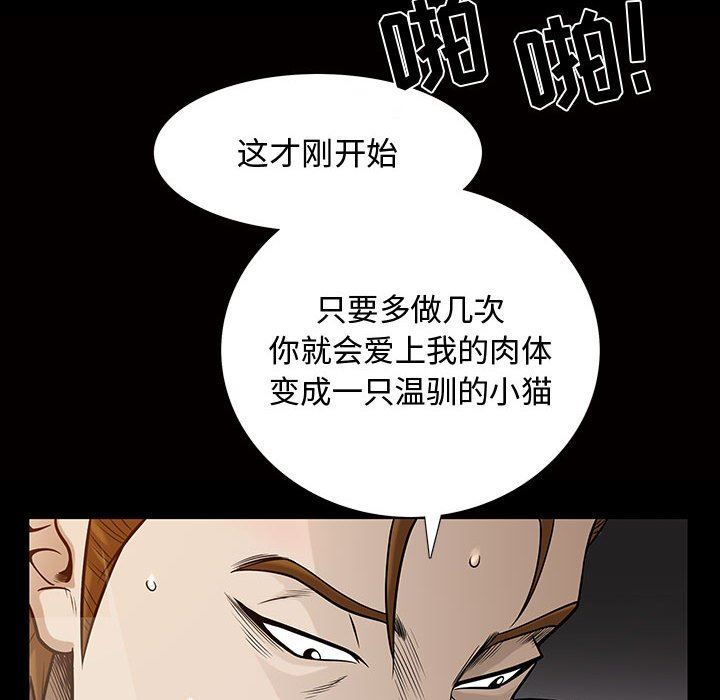 啪 啪!
这才刚开始
只要多做几次
你就会爱上我的肉体
变成一只温驯的小猫